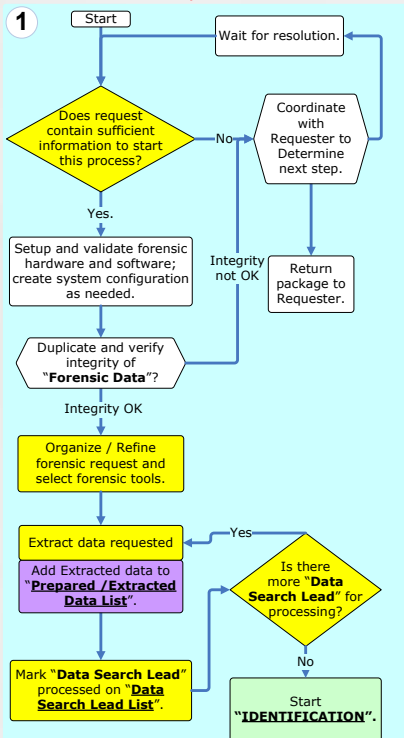 1
Start
Wait for resolution.
Does request
contain sufficient
information to start
this process?
No
Coordinate
with
Requester to
Determine
next step.
Yes.
Setup and validate forensic
hardware and software;
create system configuration
as needed.
Integrity
not OK
Return
package to
Requester.
Duplicate and verify
integrity of
"Forensic Data"?
Integrity OK
Organize / Refine
forensic request and
select forensic tools.
Extract data requested
Yes
Add Extracted data to
"Prepared /Extracted
Data List".
Is there
more "Data
Search Lead" for
processing?
Mark "Data Search Lead"
processed on "Data
Search Lead List".
No
Start
"IDENTIFICATION".